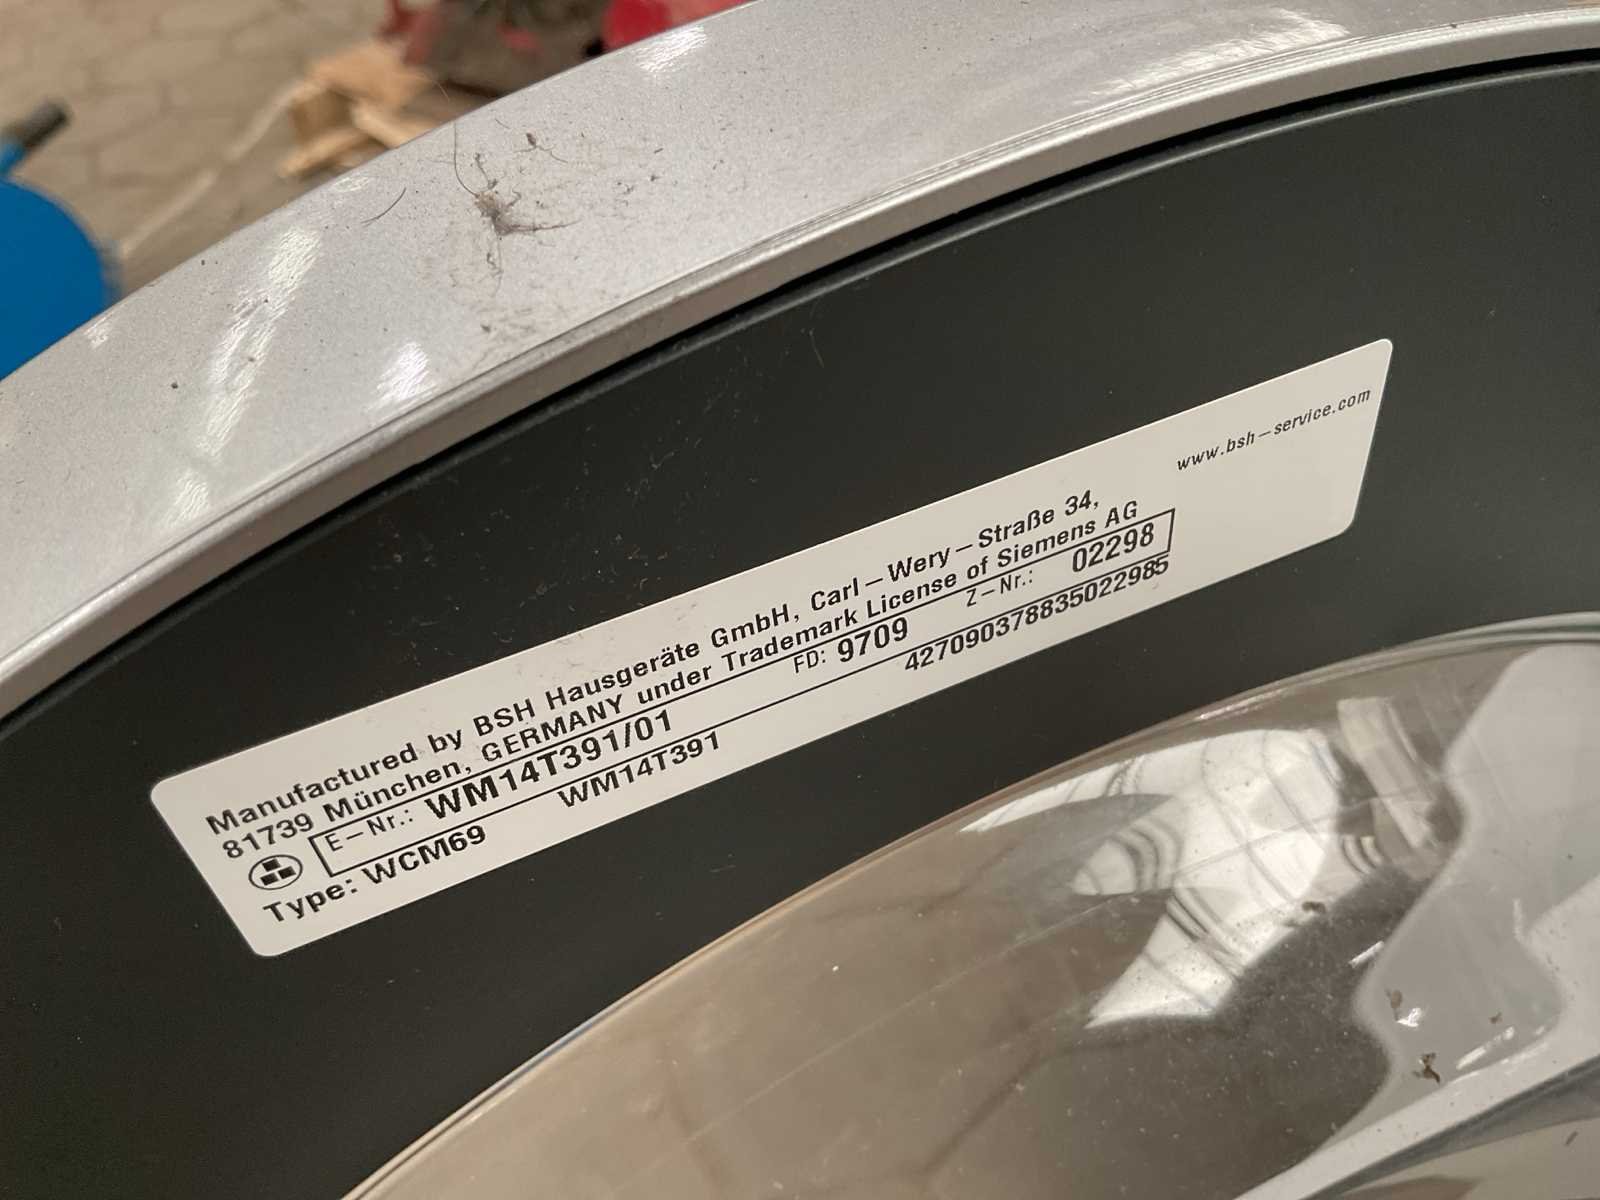 www.bsh-service.com
Manufactured by BSH Hausgeräte GmbH, Carl-Wery-Straße 34,
81739 München, GERMANY under Trademark License of Siemens AG
E-Nr.: WM14T391/01 FD: 9709 Z-Nr.: 02298
Type: WCM69 WM14T391 427090378835022985